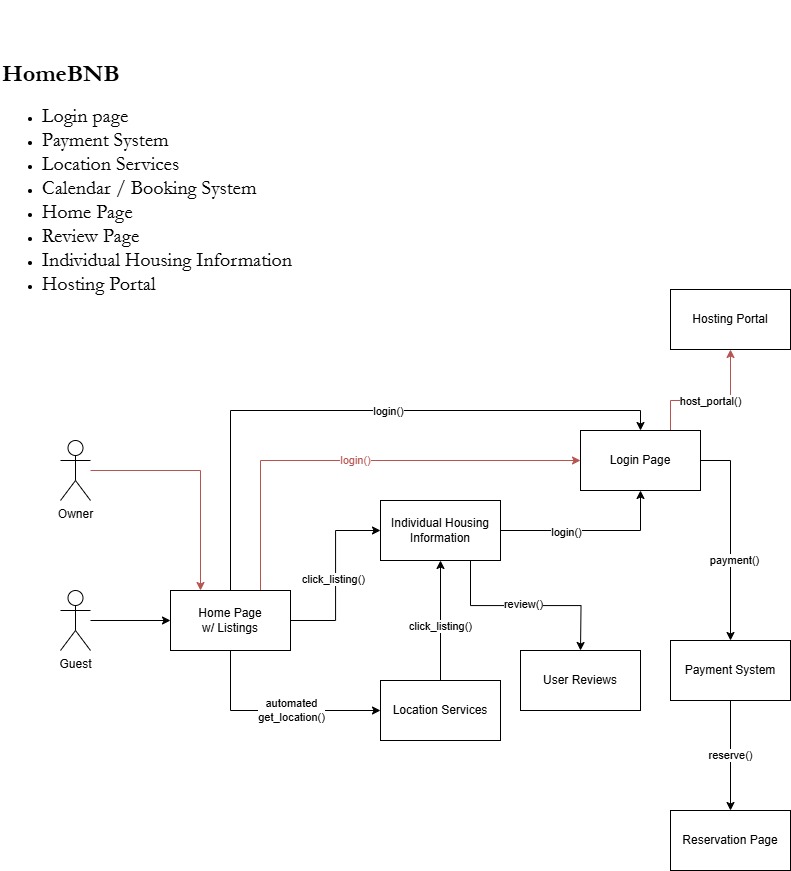 HomeBNB
Login page
Payment System
Location Services
Calendar / Booking System
Home Page
Review Page
Individual Housing Information
Hosting Portal
Hosting Portal
host_portal()
login()
Login Page
login()
Owner
Individual Housing
Information
login()
payment()
click_listing()
Home Page
w/ Listings
review()
click_listing()
Guest
User Reviews
Payment System
automated
get_location()
Location Services
reserve()
Reservation Page